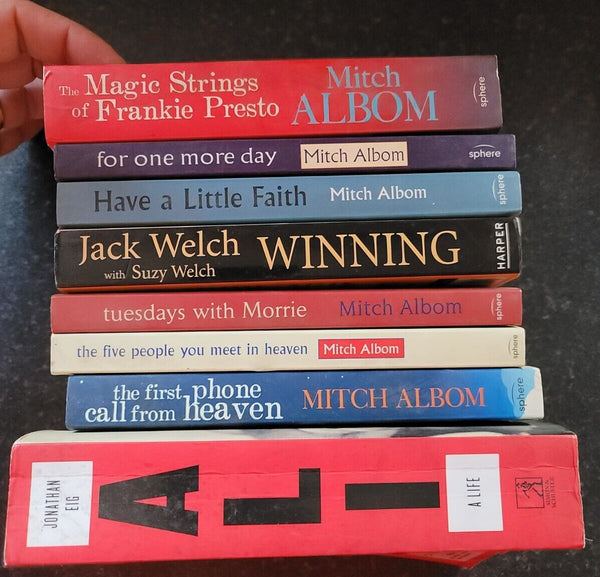 The Magic Strings
of Frankie Presto
Mitch
ALBOM
sphere
for one more day
Mitch Albom
sphere
Have a Little Faith
Mitch Albom
sphere
Jack Welch
with Suzy Welch
WINNING
HARPER
tuesdays with Morrie
Mitch Albom
sphere
the five people you meet in heaven
Mitch Albom
sphere
the first phone
call from heaven
MITCH ALBOM
sphere
JONATHAN
EIG
ALI
A LIFE
SIMON &
SCHUSTER